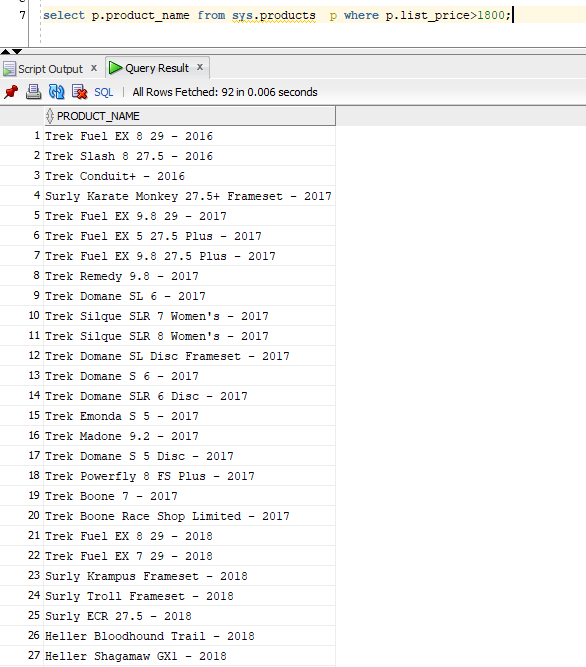 7 select p.product_name from sys.products  p where p.list_price>1800;
Script Output x Query Result x
SQL | All Rows Fetched: 92 in 0.006 seconds
PRODUCT_NAME
1 Trek Fuel EX 8 29 - 2016
2 Trek Slash 8 27.5 - 2016
3 Trek Conduit+ - 2016
4 Surly Karate Monkey 27.5+ Frameset - 2017
5 Trek Fuel EX 9.8 29 - 2017
6 Trek Fuel EX 5 27.5 Plus - 2017
7 Trek Fuel EX 9.8 27.5 Plus - 2017
8 Trek Remedy 9.8 - 2017
9 Trek Domane SL 6 - 2017
10 Trek Silque SLR 7 Women's - 2017
11 Trek Silque SLR 8 Women's - 2017
12 Trek Domane SL Disc Frameset - 2017
13 Trek Domane S 6 - 2017
14 Trek Domane SLR 6 Disc - 2017
15 Trek Emonda S 5 - 2017
16 Trek Madone 9.2 - 2017
17 Trek Domane S 5 Disc - 2017
18 Trek Powerfly 8 FS Plus - 2017
19 Trek Boone 7 - 2017
20 Trek Boone Race Shop Limited - 2017
21 Trek Fuel EX 8 29 - 2018
22 Trek Fuel EX 7 29 - 2018
23 Surly Krampus Frameset - 2018
24 Surly Troll Frameset - 2018
25 Surly ECR 27.5 - 2018
26 Heller Bloodhound Trail - 2018
27 Heller Shagamaw GX1 - 2018